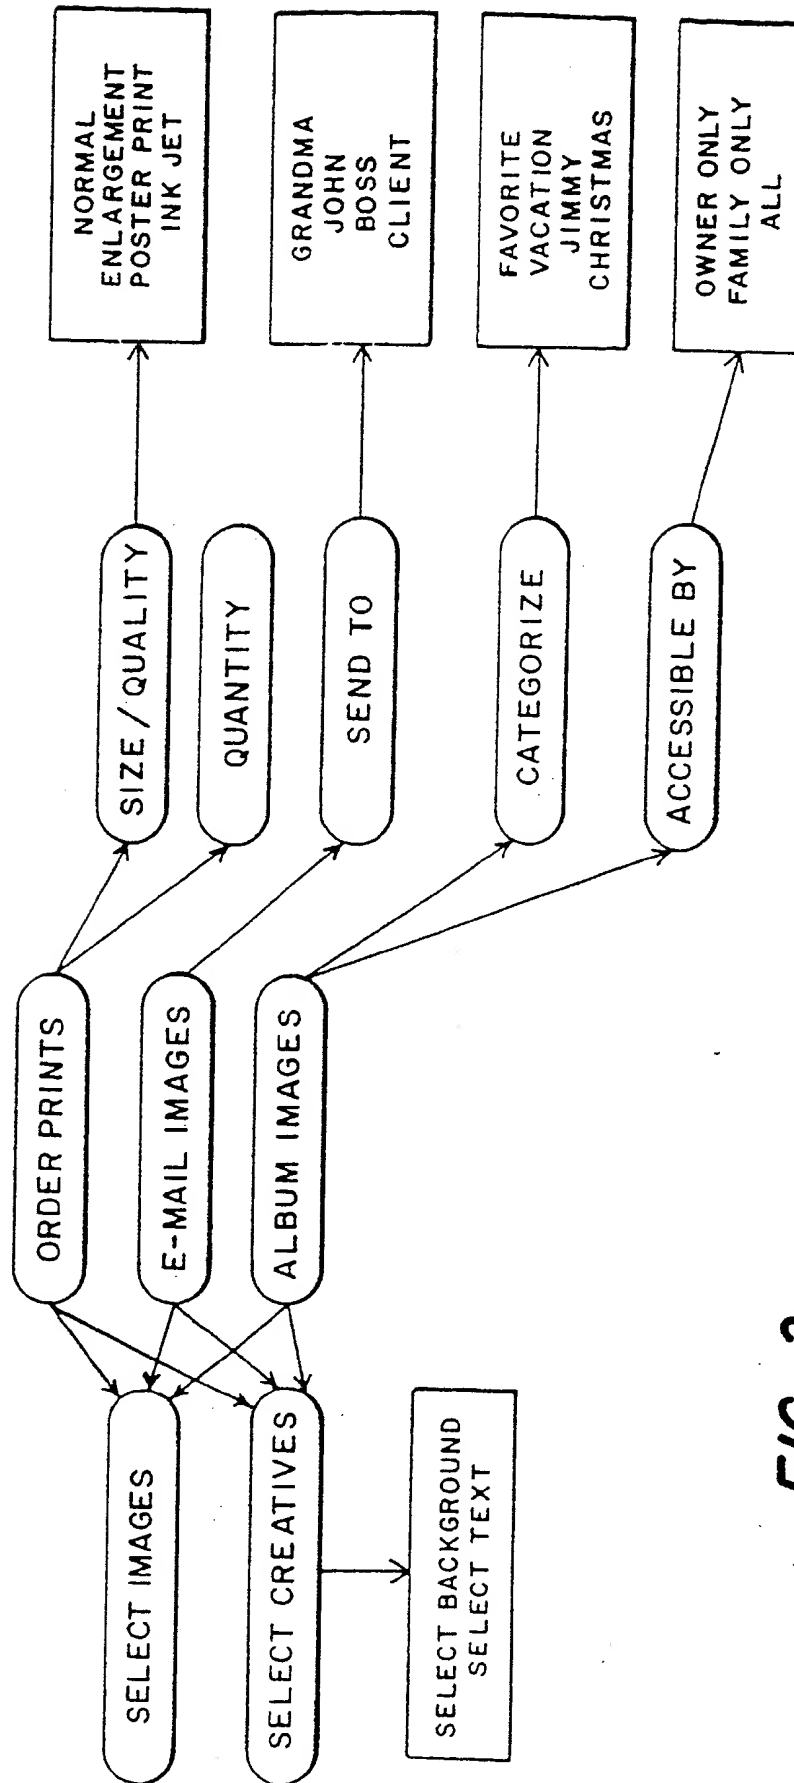 SELECT IMAGES
SELECT CREATIVES
SELECT BACKGROUND
SELECT TEXT
ORDER PRINTS
E-MAIL IMAGES
ALBUM IMAGES
SIZE/QUALITY
QUANTITY
SEND TO
CATEGORIZE
ACCESSIBLE BY
NORMAL
ENLARGEMENT
POSTER PRINT
INK JET
GRANDMA
JOHN
BOSS
CLIENT
FAVORITE
VACATION
JIMMY
CHRISTMAS
OWNER ONLY
FAMILY ONLY
ALL
FIG.